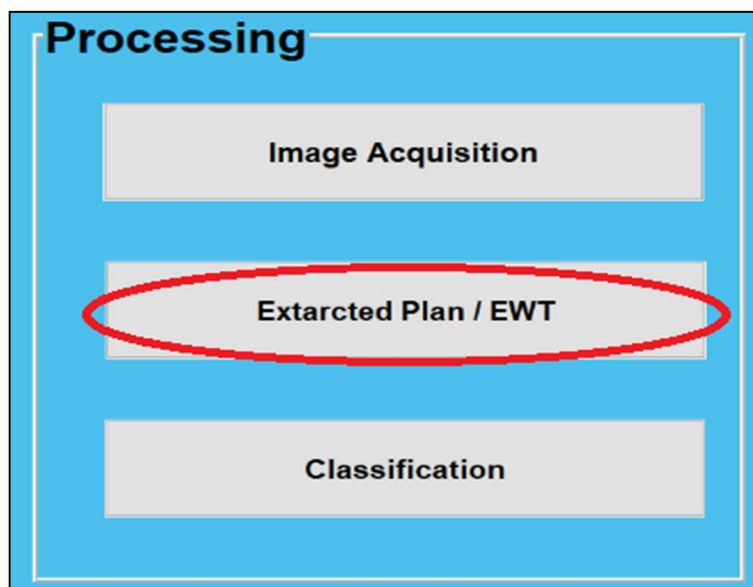 Processing
Image Acquisition
Extarcted Plan / EWT
Classification